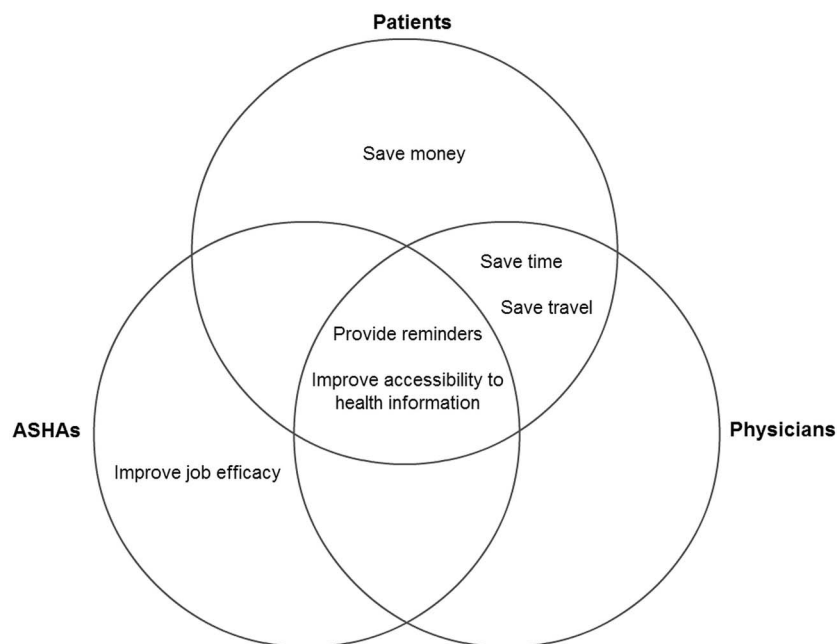 Patients
Save money
Save time
Save travel
Provide reminders
Improve accessibility to
health information
ASHAs
Physicians
Improve job efficacy